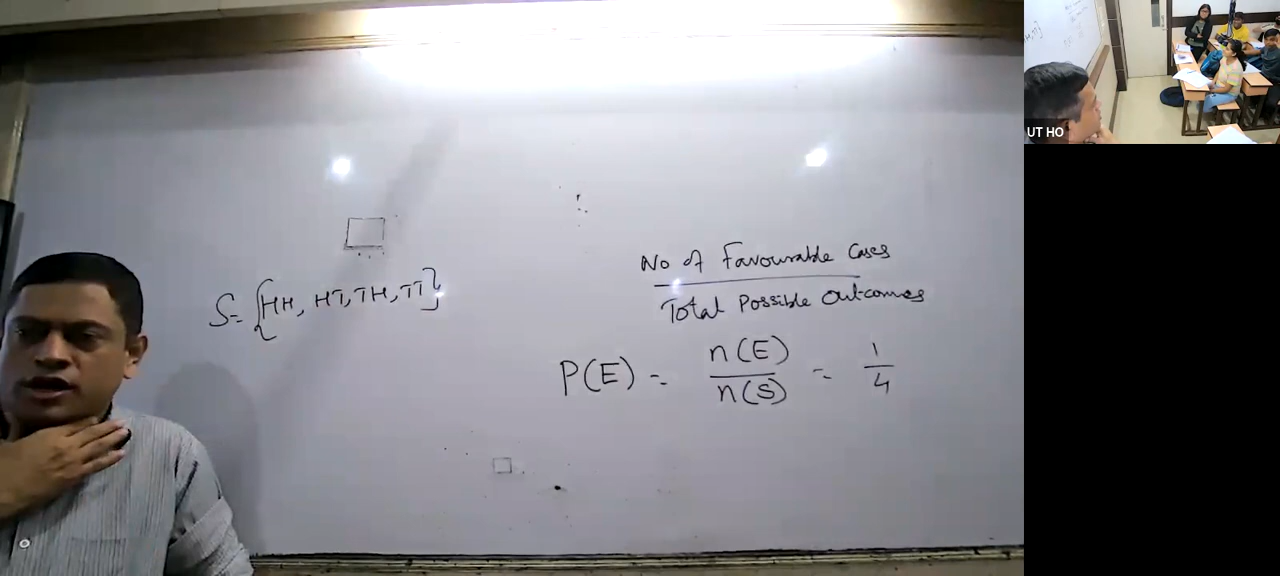 UT HO
No of Favourable Cases
Total Possible Outcomes
S = {HH, HT, TH, TT}
P(E) = n(E) / n(S) = 1 / 4